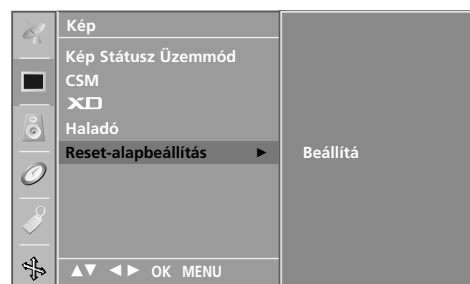 Kép
Kép Státusz Üzemmód
CSM
XD
Haladó
Reset-alapbeállítás ► Beállítá
▲▼ ◄► OK MENU